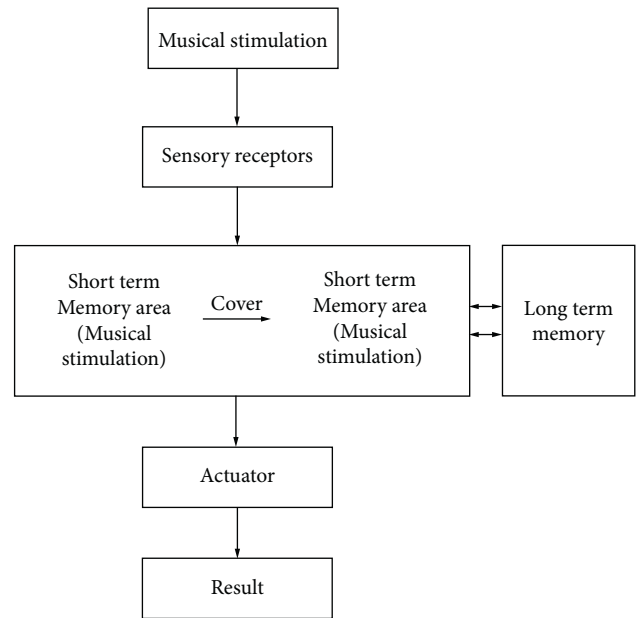 Musical stimulation
Sensory receptors
Short term
Memory area
(Musical
stimulation)
Cover
Short term
Memory area
(Musical
stimulation)
Long term
memory
Actuator
Result